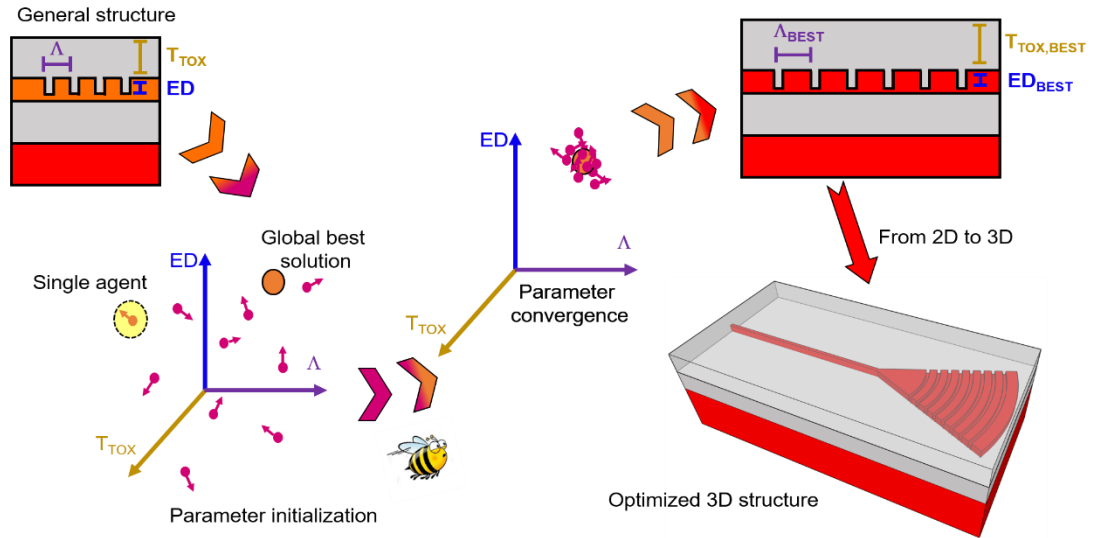 General structure
Λ
T_TOX
ED
Λ_BEST
T_TOX,BEST
ED_BEST
ED
Λ
T_TOX
Parameter
convergence
From 2D to 3D
Single agent
Global best
solution
ED
Λ
T_TOX
Parameter initialization
Optimized 3D structure